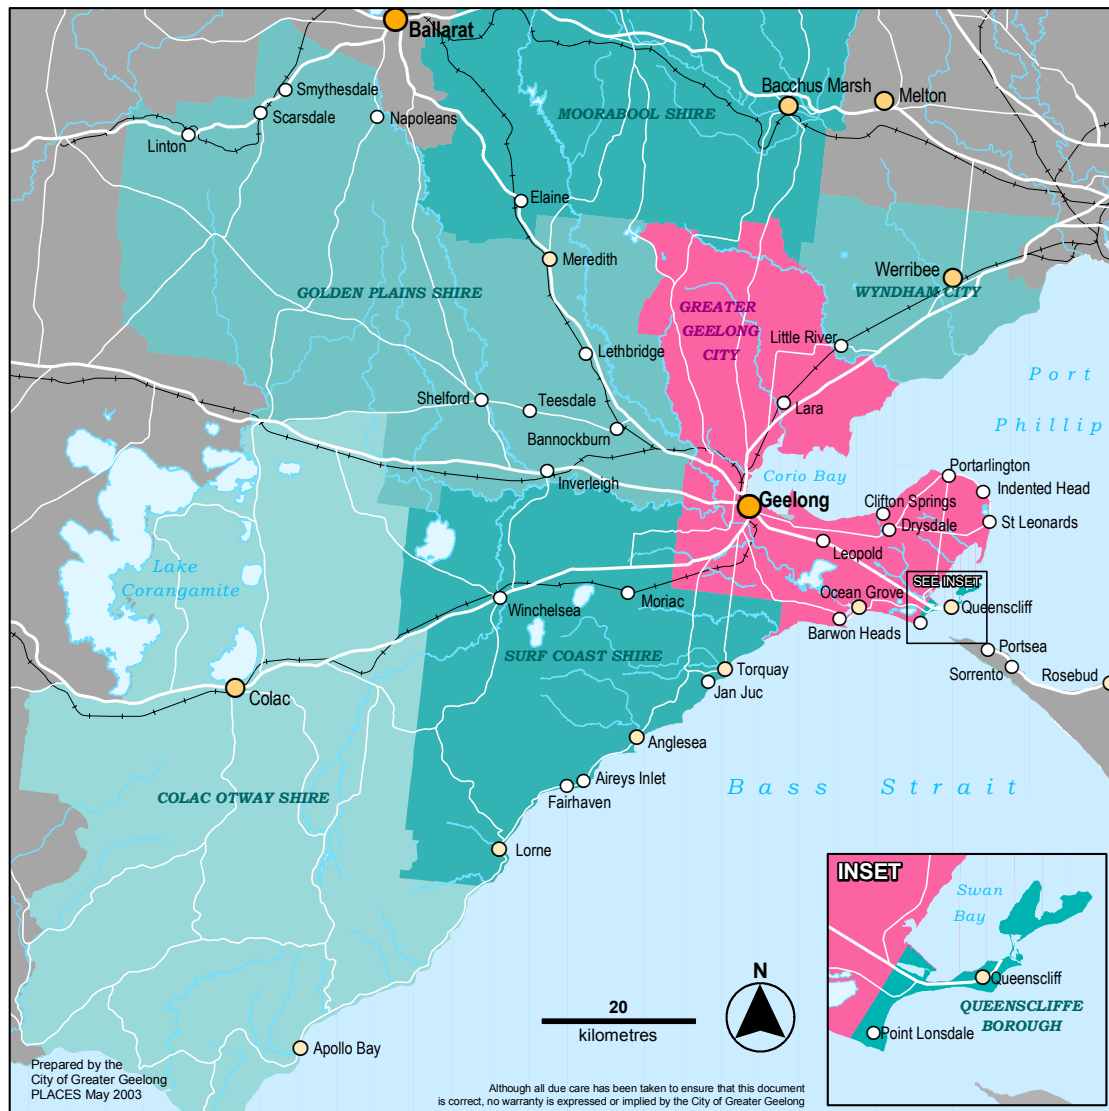 Ballarat
Smythesdale
Scarsdale
Napoleans
Linton
Bacchus Marsh
Melton
MOORABOOL SHIRE
Elaine
Meredith
Werribee
WYNDHAM CITY
GOLDEN PLAINS SHIRE
GREATER
GEELONG
CITY
Little River
Lethbridge
Port
Phillip
Shelford
Teesdale
Lara
Bannockburn
Inverleigh
Corio Bay
Portarlington
Indented Head
Geelong
Clifton Springs
Drysdale
St Leonards
Leopold
Lake
Corangamite
SEE INSET
Winchelsea
Moriac
Ocean Grove
Queenscliff
Barwon Heads
SURF COAST SHIRE
Portsea
Torquay
Sorrento
Rosebud
Jan Juc
Colac
Anglesea
Aireys Inlet
Fairhaven
Bass Strait
COLAC OTWAY SHIRE
Lorne
INSET
Swan
Bay
Queenscliff
QUEENSCLIFFE
BOROUGH
Point Lonsdale
N
20
kilometres
Apollo Bay
Prepared by the
City of Greater Geelong
PLACES May 2003
Although all due care has been taken to ensure that this document
is correct, no warranty is expressed or implied by the City of Greater Geelong